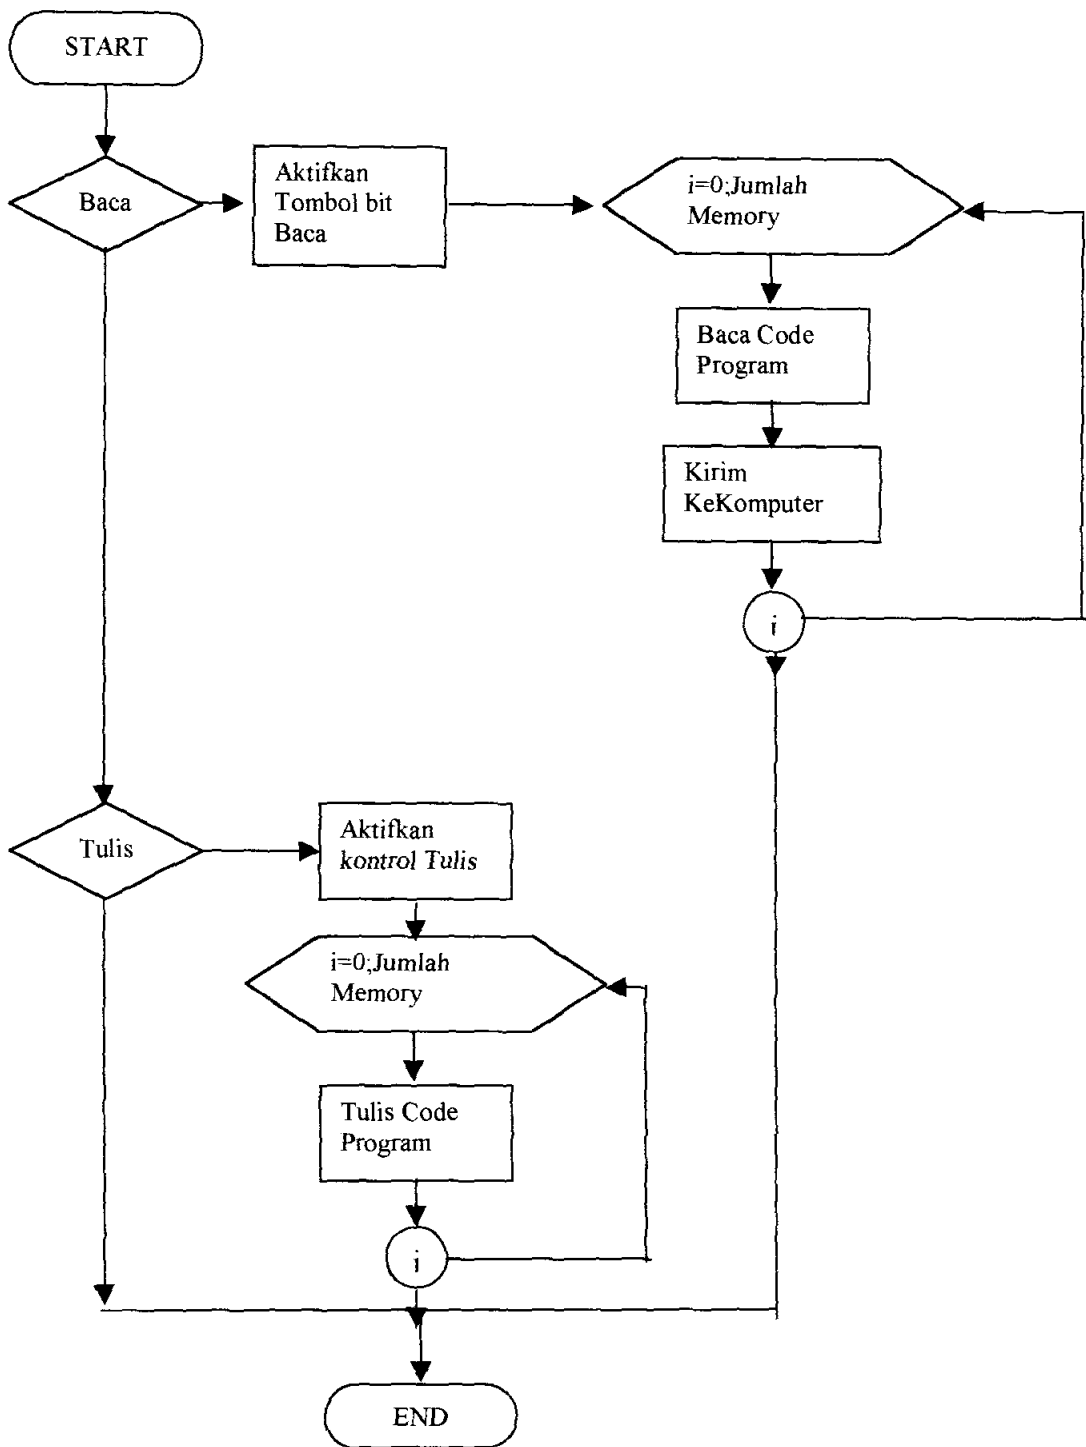 START
Baca
Aktifkan
Tombol bit
Baca
i=0;Jumlah
Memory
Baca Code
Program
Kirim
KeKomputer
i
Tulis
Aktifkan
kontrol Tulis
i=0;Jumlah
Memory
Tulis Code
Program
i
END